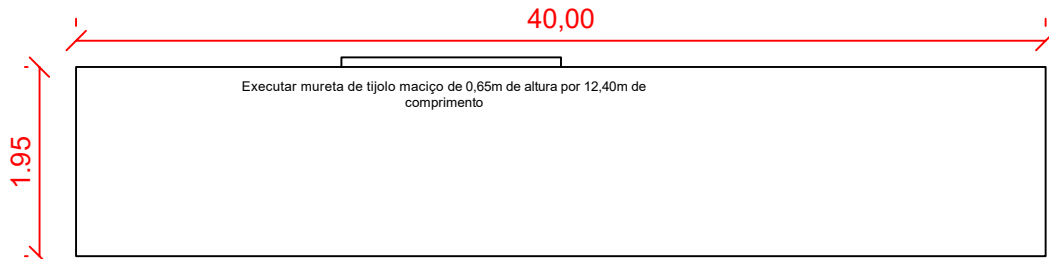 40,00
Executar mureta de tijolo maciço de 0,65m de altura por 12,40m de
comprimento
1.95